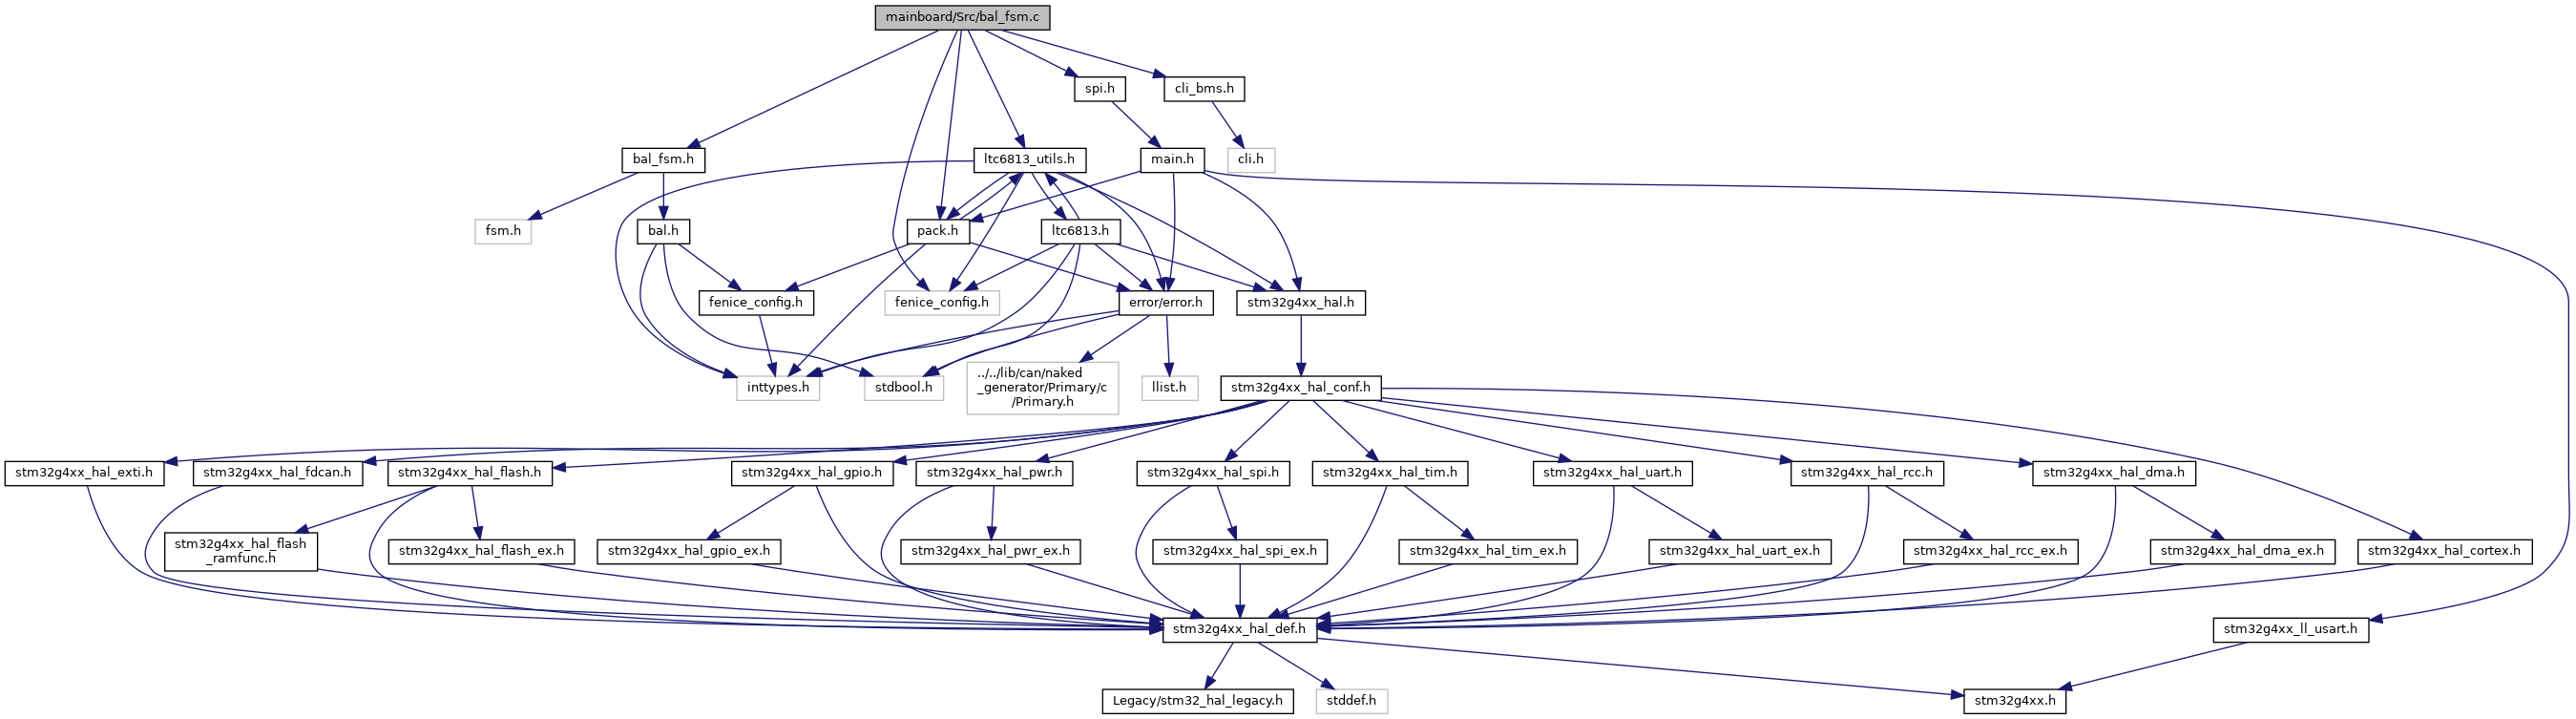 mainboard/Src/bal_fsm.c
spi.h
cli_bms.h
bal_fsm.h
ltc6813_utils.h
main.h
cli.h
fsm.h
bal.h
pack.h
ltc6813.h
fenice_config.h
fenice_config.h
error/error.h
stm32g4xx_hal.h
inttypes.h
stdbool.h
../../lib/can/naked
_generator/Primary/c
/Primary.h
llist.h
stm32g4xx_hal_conf.h
stm32g4xx_hal_exti.h
stm32g4xx_hal_fdcan.h
stm32g4xx_hal_flash.h
stm32g4xx_hal_gpio.h
stm32g4xx_hal_pwr.h
stm32g4xx_hal_spi.h
stm32g4xx_hal_tim.h
stm32g4xx_hal_uart.h
stm32g4xx_hal_rcc.h
stm32g4xx_hal_dma.h
stm32g4xx_hal_flash
_ramfunc.h
stm32g4xx_hal_flash_ex.h
stm32g4xx_hal_gpio_ex.h
stm32g4xx_hal_pwr_ex.h
stm32g4xx_hal_spi_ex.h
stm32g4xx_hal_tim_ex.h
stm32g4xx_hal_uart_ex.h
stm32g4xx_hal_rcc_ex.h
stm32g4xx_hal_dma_ex.h
stm32g4xx_hal_cortex.h
stm32g4xx_hal_def.h
stm32g4xx_ll_usart.h
Legacy/stm32_hal_legacy.h
stddef.h
stm32g4xx.h